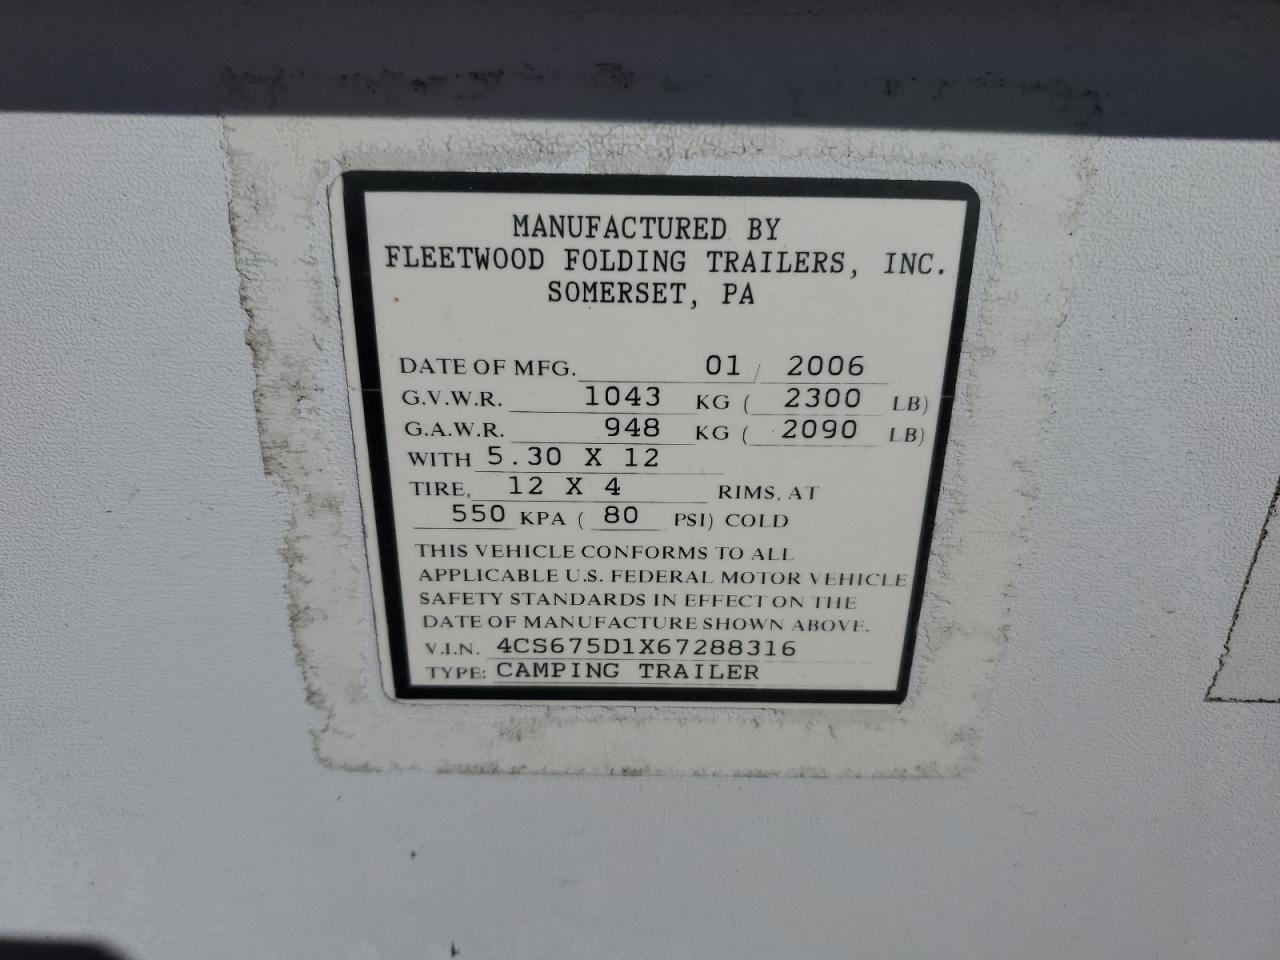 MANUFACTURED BY
FLEETWOOD FOLDING TRAILERS, INC.
SOMERSET, PA
DATE OF MFG. 01 / 2006
G.V.W.R. 1043 KG ( 2300 LB)
G.A.W.R. 948 KG ( 2090 LB)
WITH 5.30 X 12
TIRE, 12 X 4 RIMS, AT
550 KPA ( 80 PSI) COLD
THIS VEHICLE CONFORMS TO ALL
APPLICABLE U.S. FEDERAL MOTOR VEHICLE
SAFETY STANDARDS IN EFFECT ON THE
DATE OF MANUFACTURE SHOWN ABOVE.
V.I.N. 4CS675D1X67288316
TYPE: CAMPING TRAILER